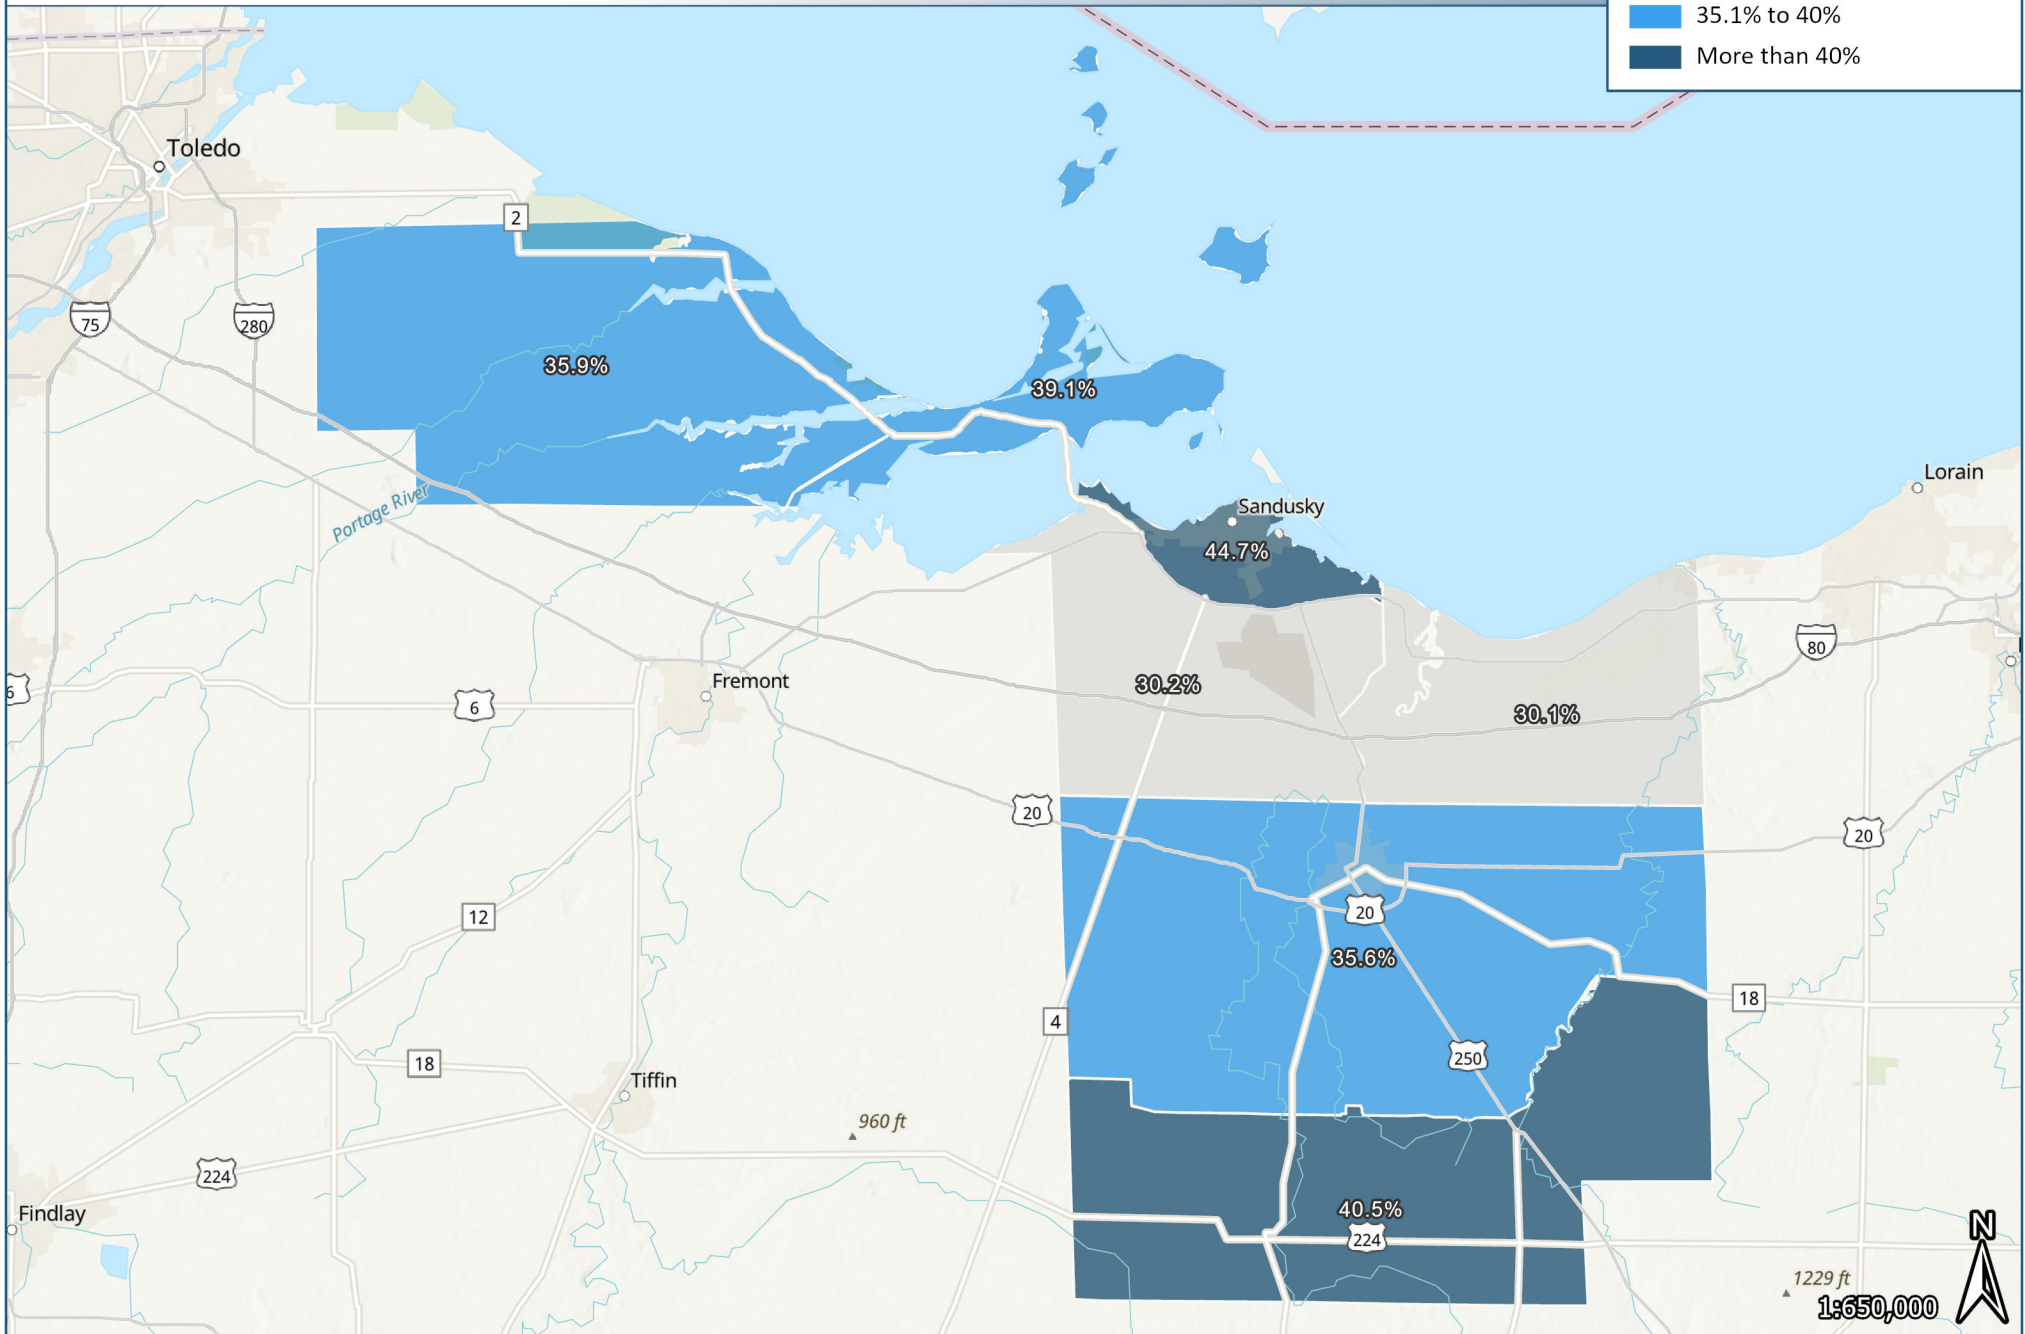 35.1% to 40%
More than 40%
Toledo
2
75
280
35.9%
39.1%
Lorain
Portage River
Sandusky
44.7%
80
6
6
Fremont
30.2%
30.1%
20
20
12
20
35.6%
18
4
250
18
Tiffin
960 ft
224
40.5%
224
Findlay
N
1229 ft
1:650,000